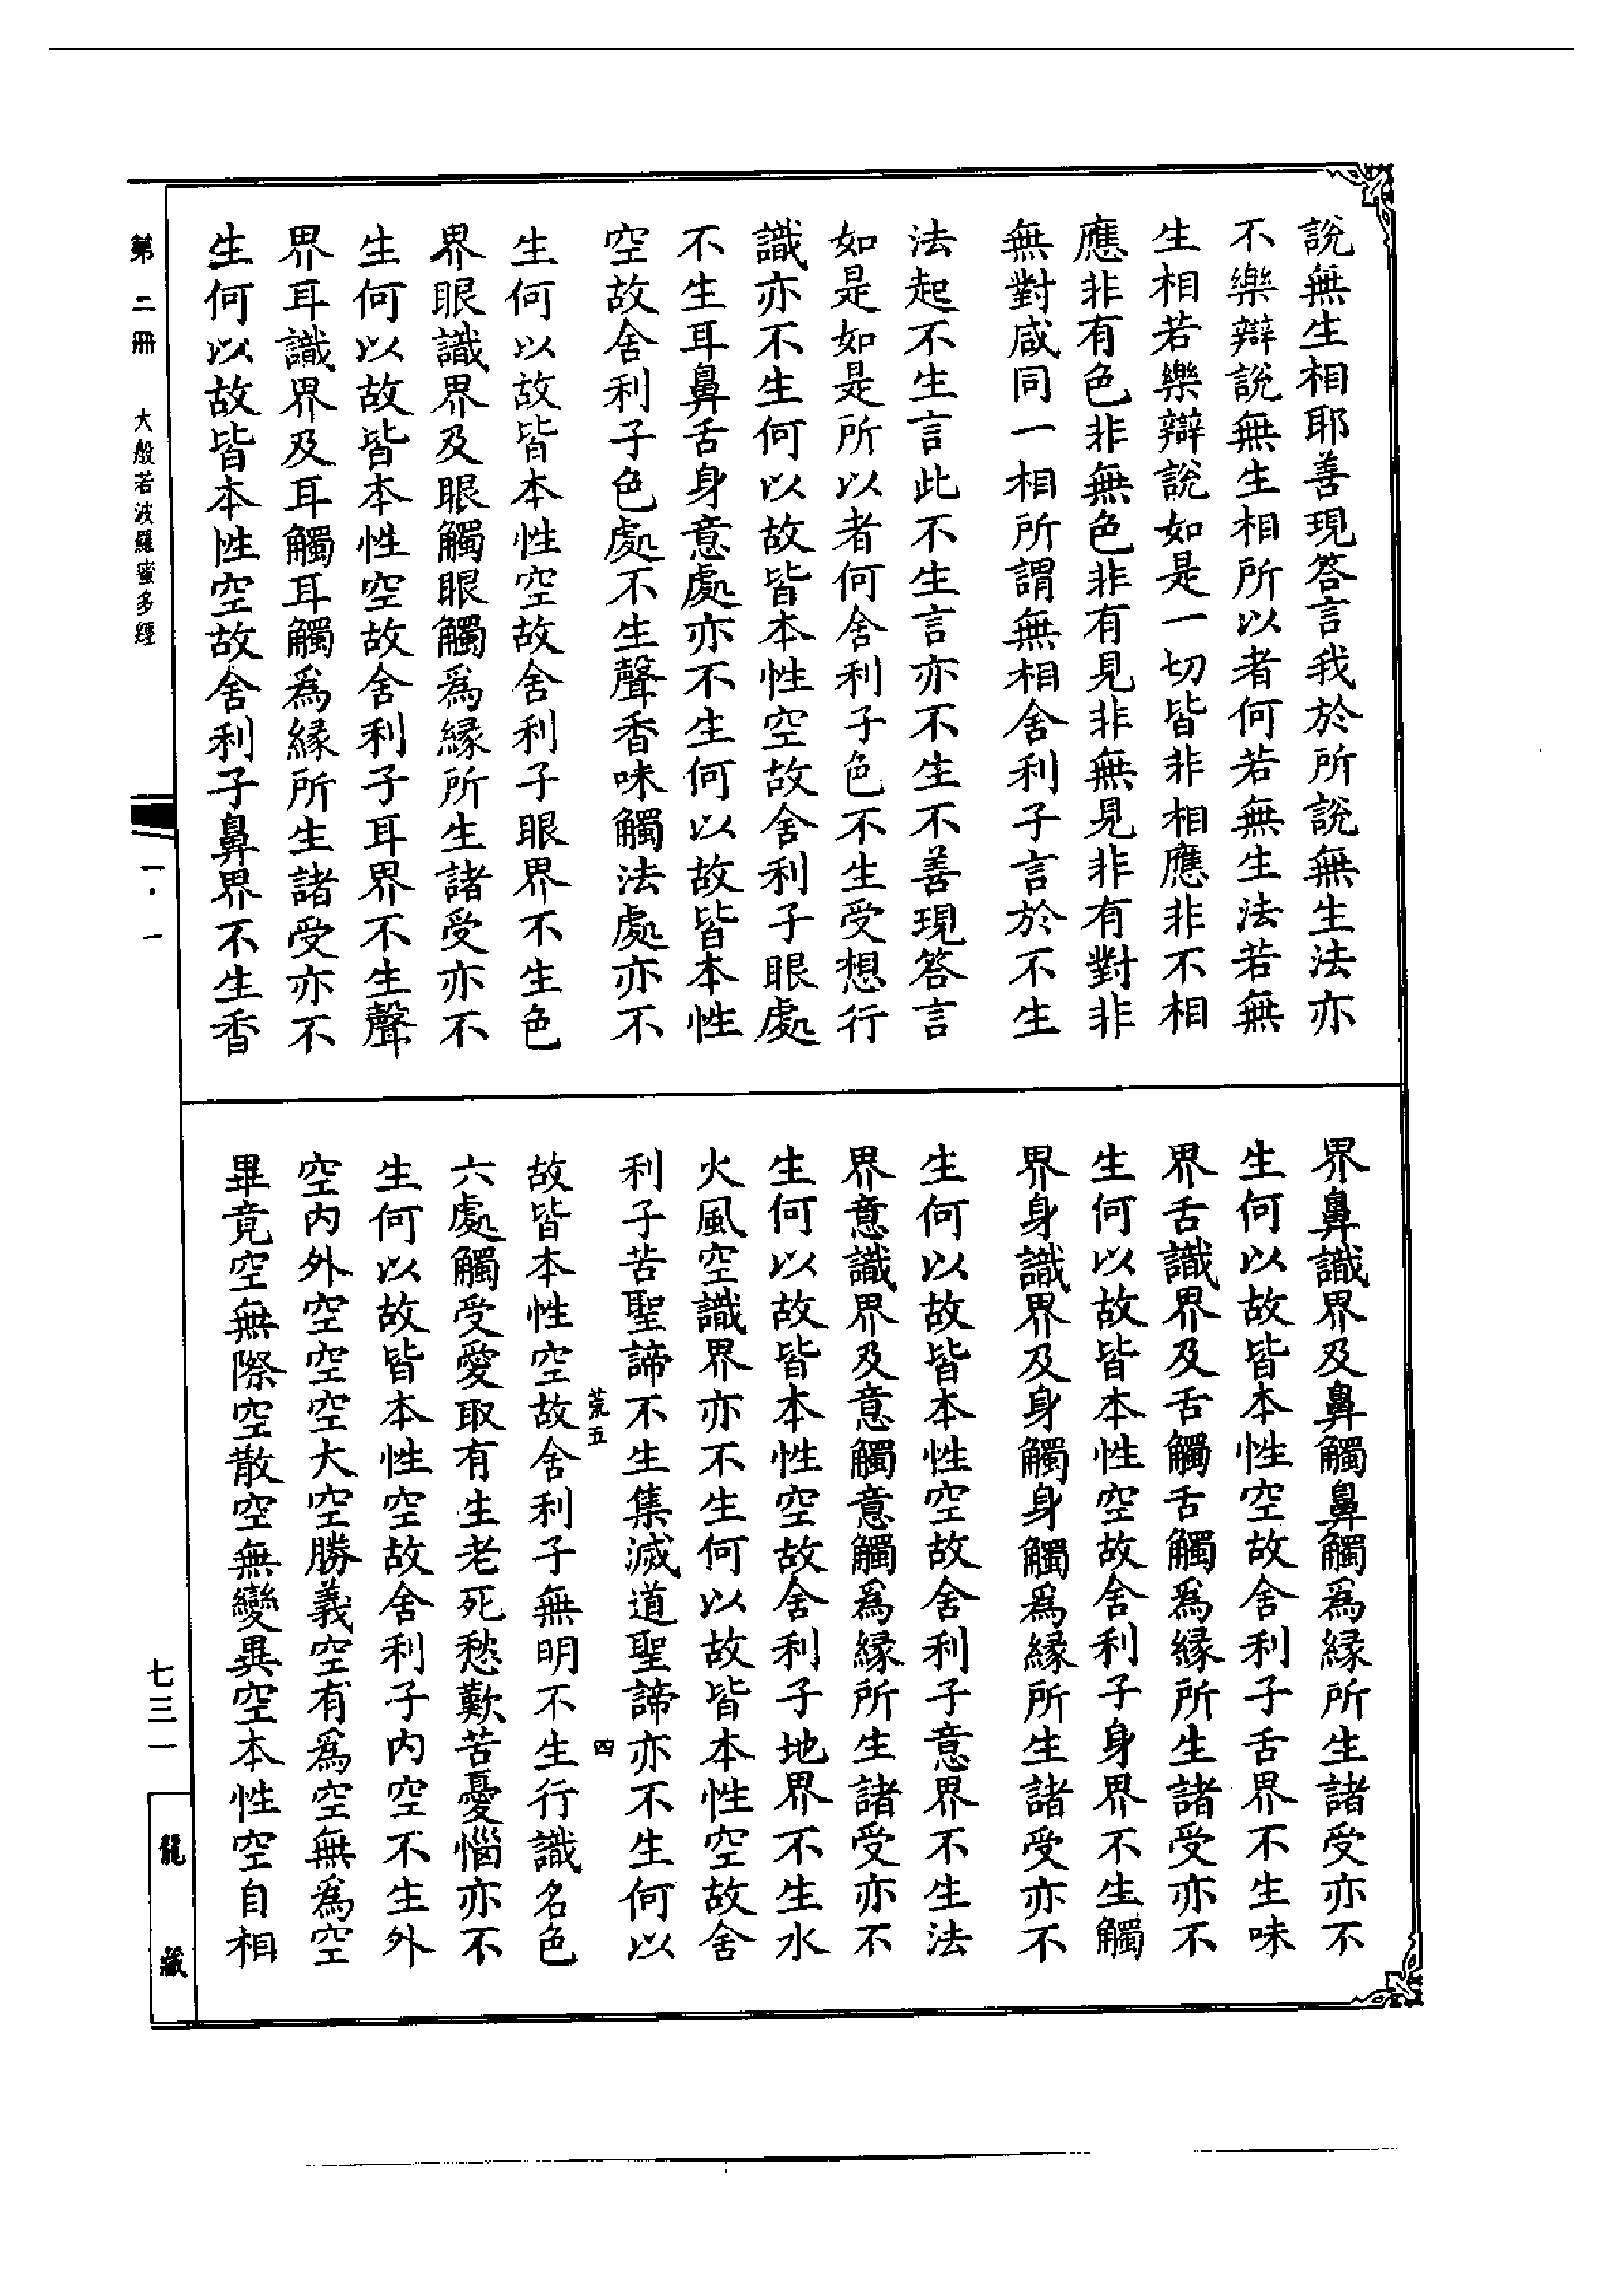 說無生相耶善現答言我於所說無生法亦
不樂辯說無生相所以者何若無生法若無
生相若樂辯說如是一切皆非相應非不相
應非有色非無色非有見非無見非有對非
無對咸同一相所謂無相舍利子言於不生
法起不生言此不生言亦不生不善現答言
如是如是所以者何舍利子色不生受想行
識亦不生何以故皆本性空故舍利子眼處
不生耳鼻舌身意處亦不生何以故皆本性
空故舍利子色處不生聲香味觸法處亦不
生何以故皆本性空故舍利子眼界不生色
界眼識界及眼觸眼觸爲緣所生諸受亦不
生何以故皆本性空故舍利子耳界不生聲
界耳識界及耳觸耳觸爲緣所生諸受亦不
生何以故皆本性空故舍利子鼻界不生香
界鼻識界及鼻觸鼻觸爲緣所生諸受亦不
生何以故皆本性空故舍利子舌界不生味
界舌識界及舌觸舌觸爲緣所生諸受亦不
生何以故皆本性空故舍利子身界不生觸
界身識界及身觸身觸爲緣所生諸受亦不
生何以故皆本性空故舍利子意界不生法
界意識界及意觸意觸爲緣所生諸受亦不
生何以故皆本性空故舍利子地界不生水
火風空識界亦不生何以故皆本性空故舍
利子苦聖諦不生集滅道聖諦亦不生何以
荒五 四
故皆本性空故舍利子無明不生行識名色
六處觸受愛取有生老死愁歎苦憂惱亦不
生何以故皆本性空故舍利子內空不生外
空內外空空空大空勝義空有爲空無爲空
畢竟空無際空散空無變異空本性空自相
第二冊 大般若波羅蜜多經
一·一
七三一
龍藏